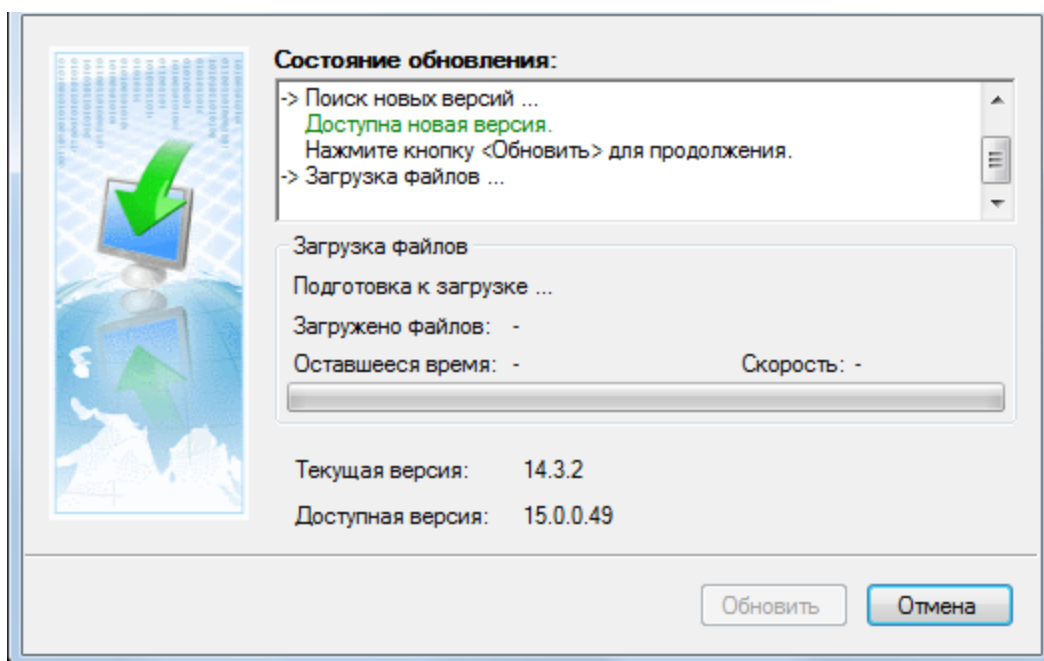 Состояние обновления:
-> Поиск новых версий ...
Доступна новая версия.
Нажмите кнопку <Обновить> для продолжения.
-> Загрузка файлов ...
Загрузка файлов
Подготовка к загрузке ...
Загружено файлов: -
Оставшееся время: - Скорость: -
Текущая версия: 14.3.2
Доступная версия: 15.0.0.49
Обновить Отмена